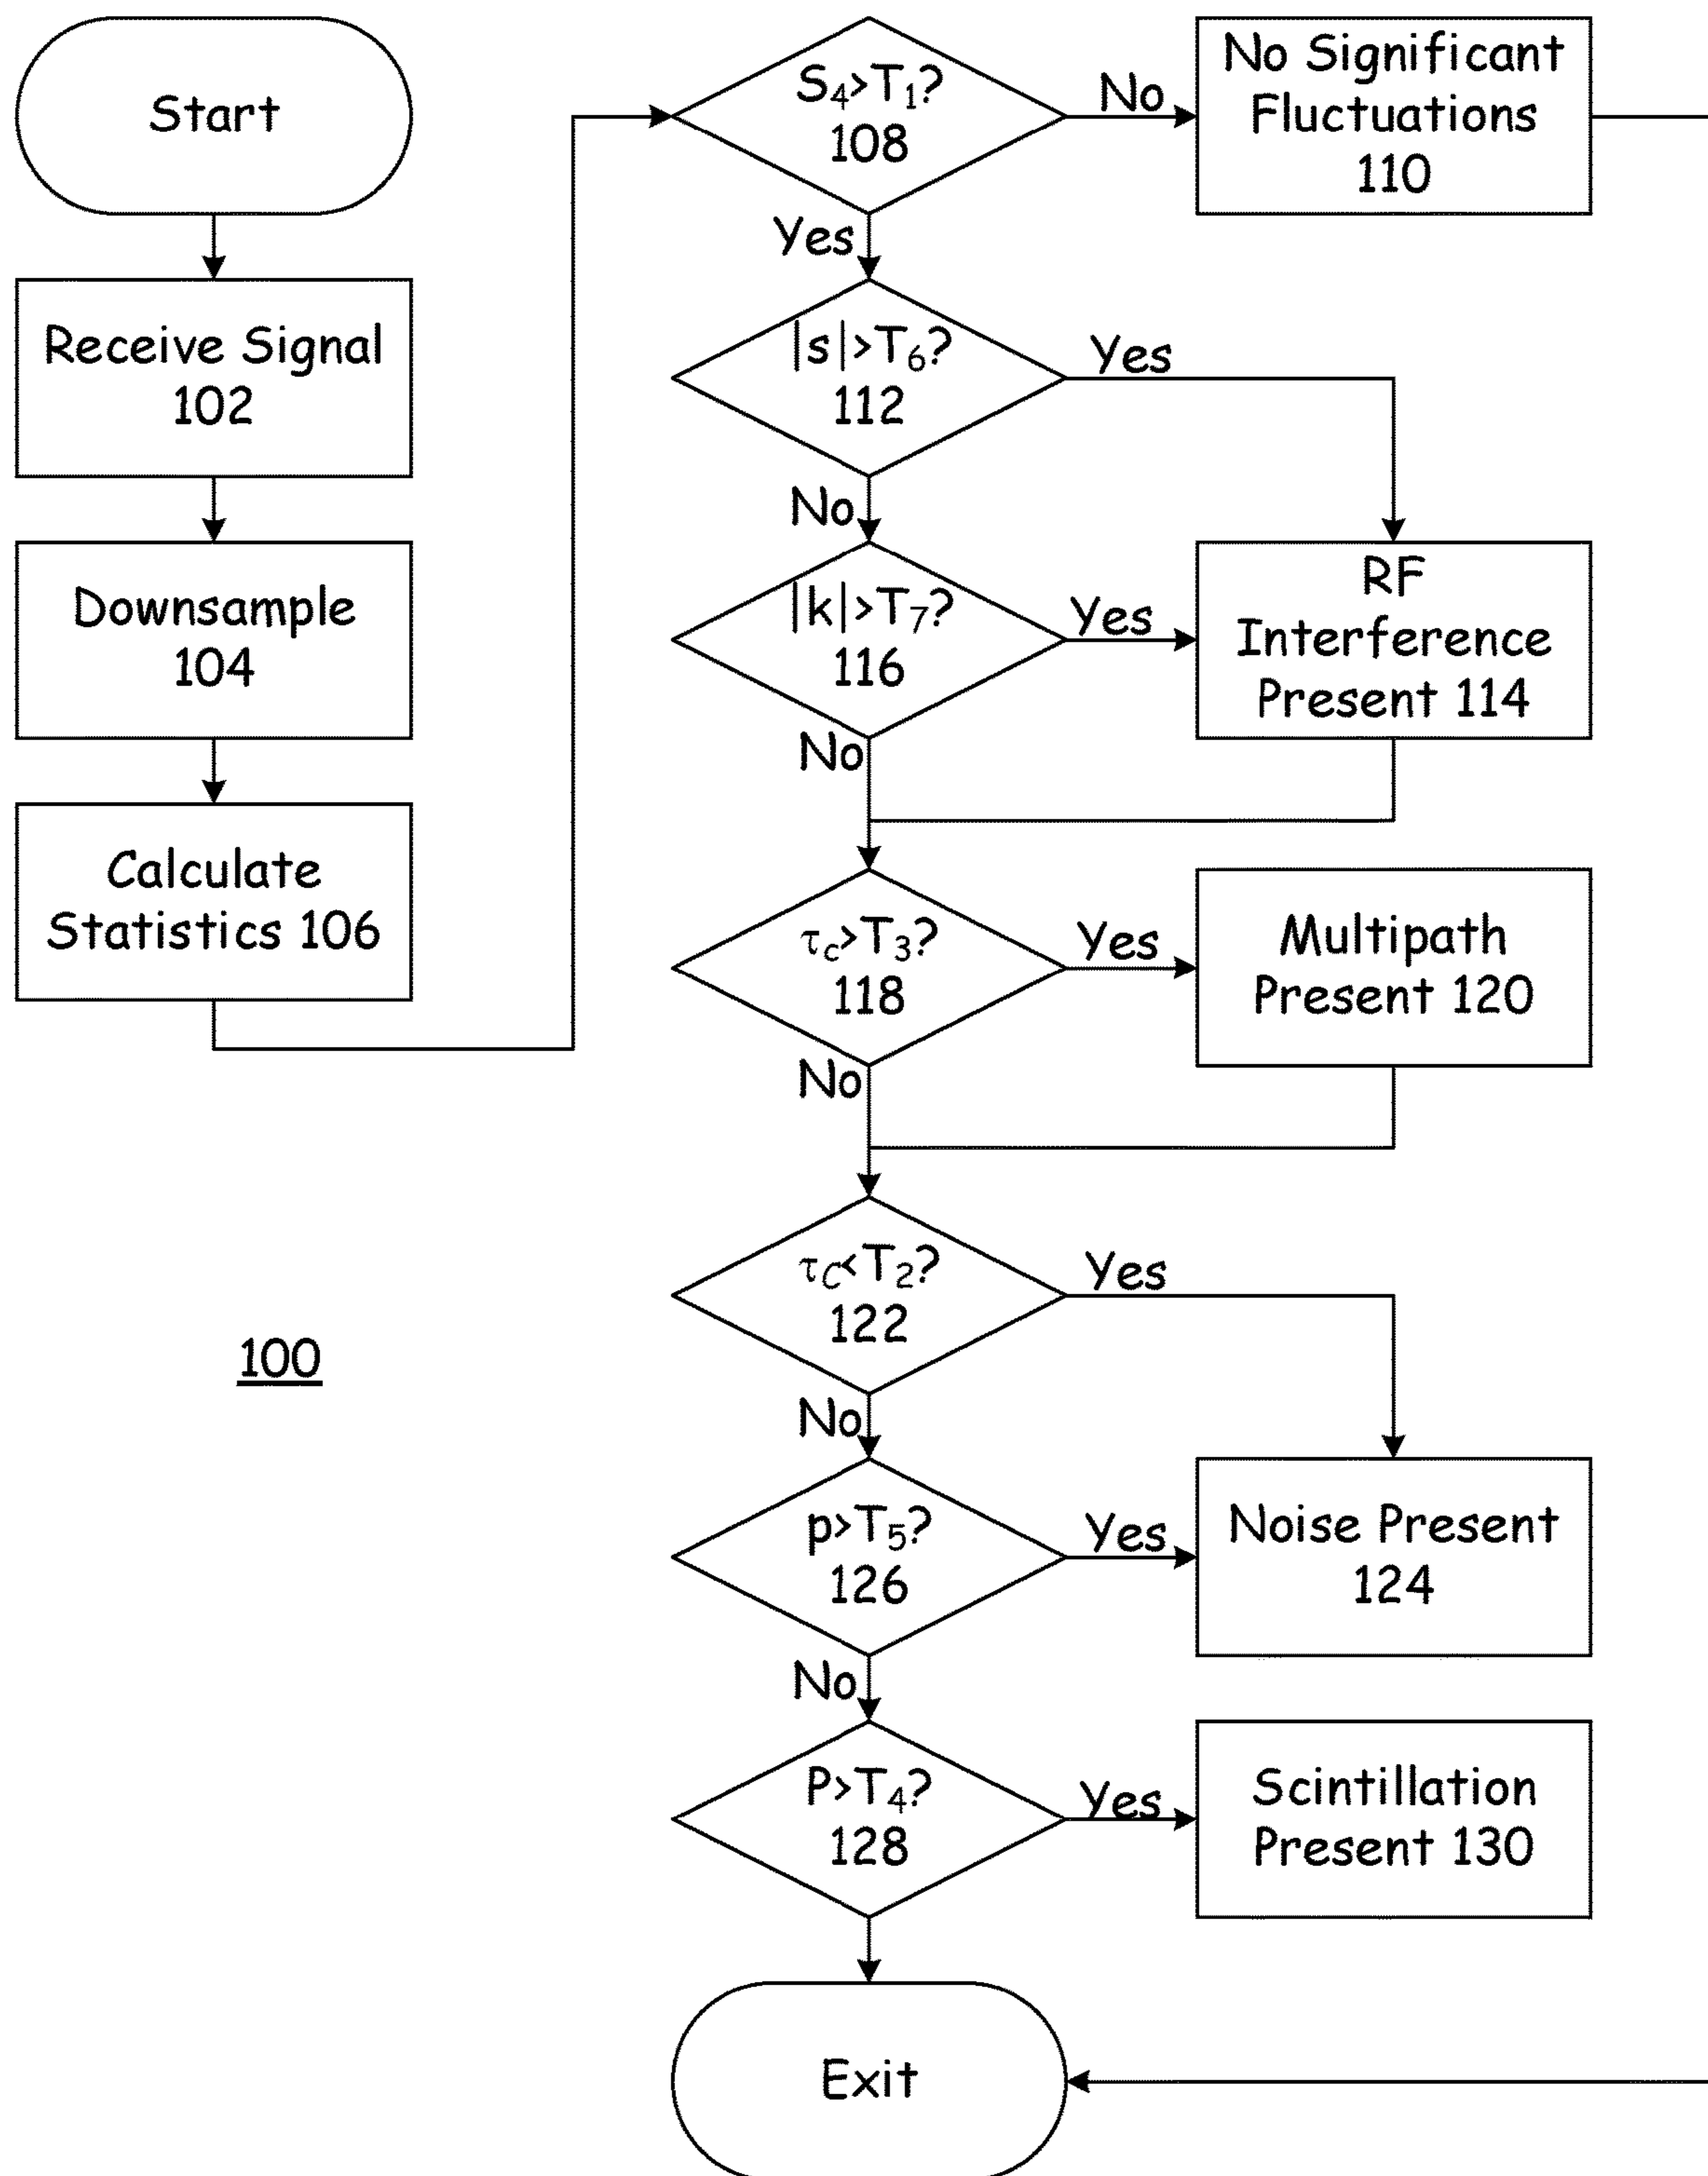 Start
Receive Signal
102
Downsample
104
Calculate
Statistics 106
100
S₄>T₁?
108
No
No Significant
Fluctuations
110
Yes
|s|>T₆?
112
Yes
No
|k|>T₇?
116
Yes
RF
Interference
Present 114
No
τc>T₃?
118
Yes
Multipath
Present 120
No
τC<T₂?
122
Yes
No
p>T₅?
126
Yes
Noise Present
124
No
P>T₄?
128
Yes
Scintillation
Present 130
Exit